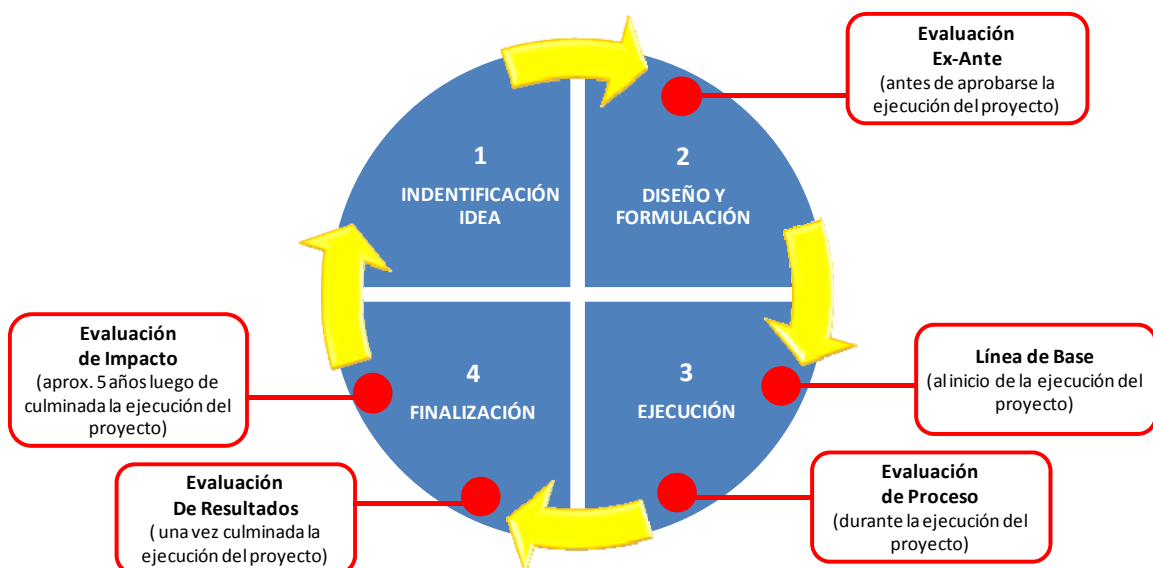 Evaluación
Ex-Ante
(antes de aprobarse la
ejecución del proyecto)
1
INDENTIFICACIÓN
IDEA
2
DISEÑO Y
FORMULACIÓN
Evaluación
de Impacto
(aprox. 5 años luego de
culminada la ejecución del
proyecto)
4
FINALIZACIÓN
3
EJECUCIÓN
Línea de Base
(al inicio de la ejecución del
proyecto)
Evaluación
De Resultados
( una vez culminada la
ejecución del proyecto)
Evaluación
de Proceso
(durante la ejecución del
proyecto)